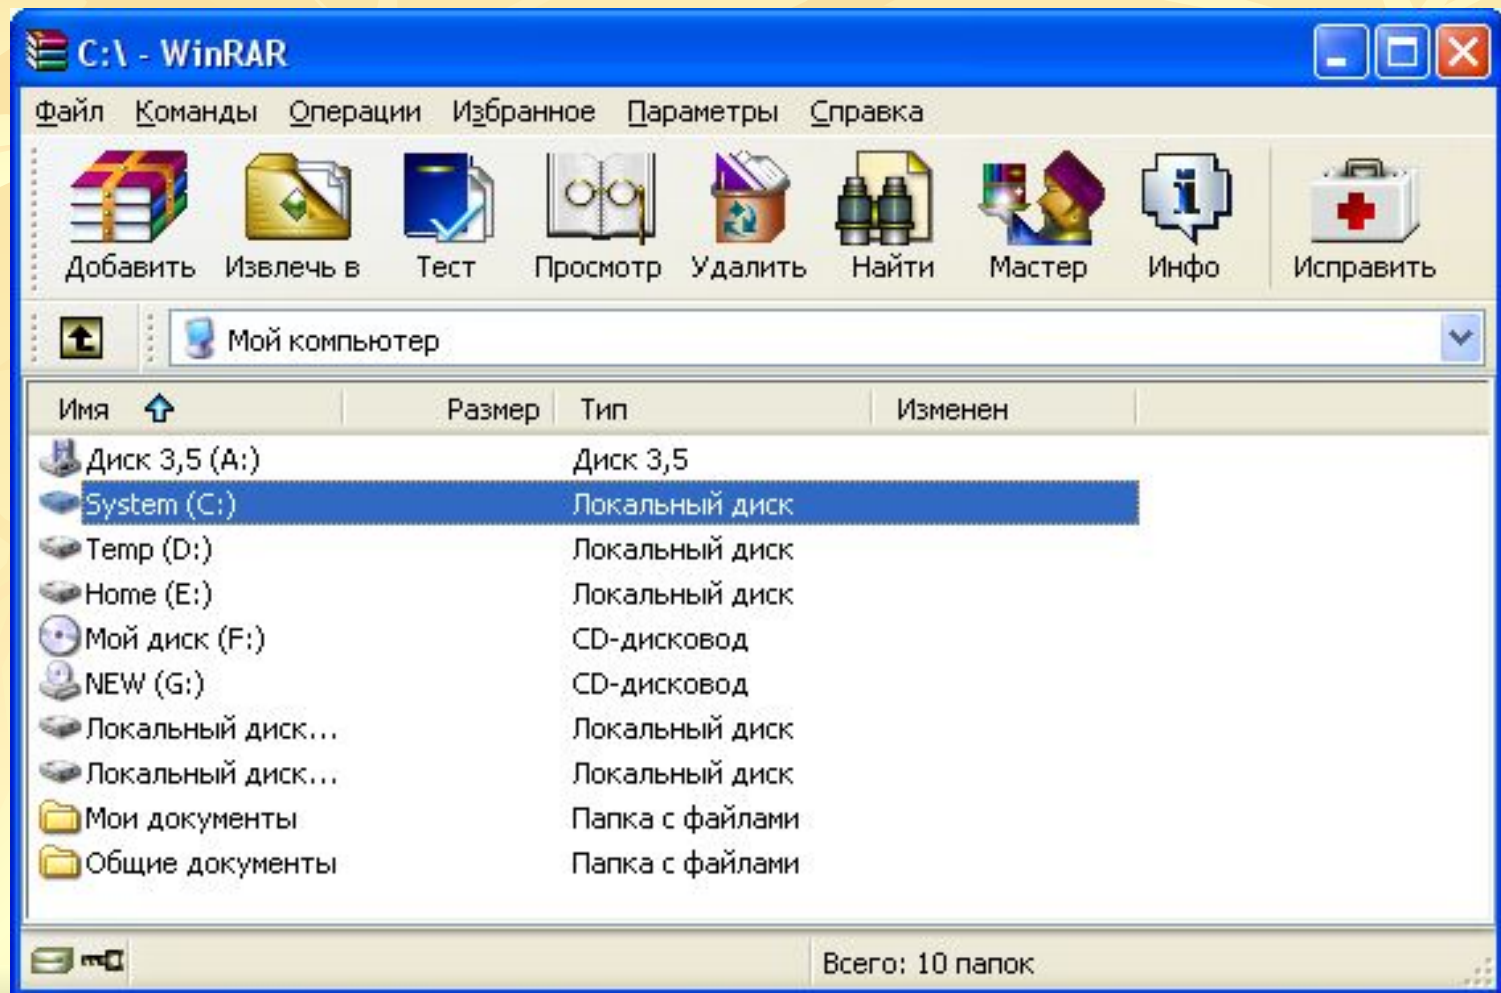 C:\ - WinRAR
Файл Команды Операции Избранное Параметры Справка
Добавить Извлечь в Тест Просмотр Удалить Найти Мастер Инфо Исправить
Мой компьютер
Имя Размер Тип Изменен
Диск 3,5 (A:) Диск 3,5
System (C:) Локальный диск
Temp (D:) Локальный диск
Home (E:) Локальный диск
Мой диск (F:) CD-дисковод
NEW (G:) CD-дисковод
Локальный диск... Локальный диск
Локальный диск... Локальный диск
Мои документы Папка с файлами
Общие документы Папка с файлами
Всего: 10 папок